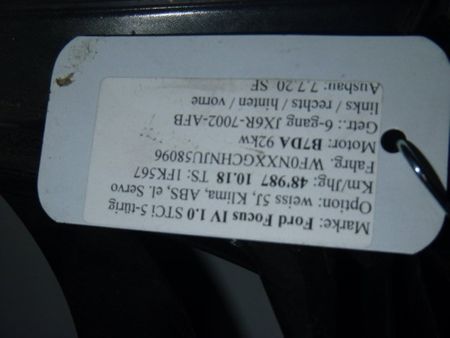 Marke: Ford Focus IV 1.0 STCi 5-türig
Option: weiss 5J, Klima, ABS, el. Servo
Km/Jhg: 48'987 10.18 TS: 1FK567
Fahrg. WFONXXGCHNJU58096
Motor: B7DA 92kw
Getr.: 6-gang JX6R-7002-AFB
links / rechts / hinten / vorne
Ausbau: 7.7.20 SF